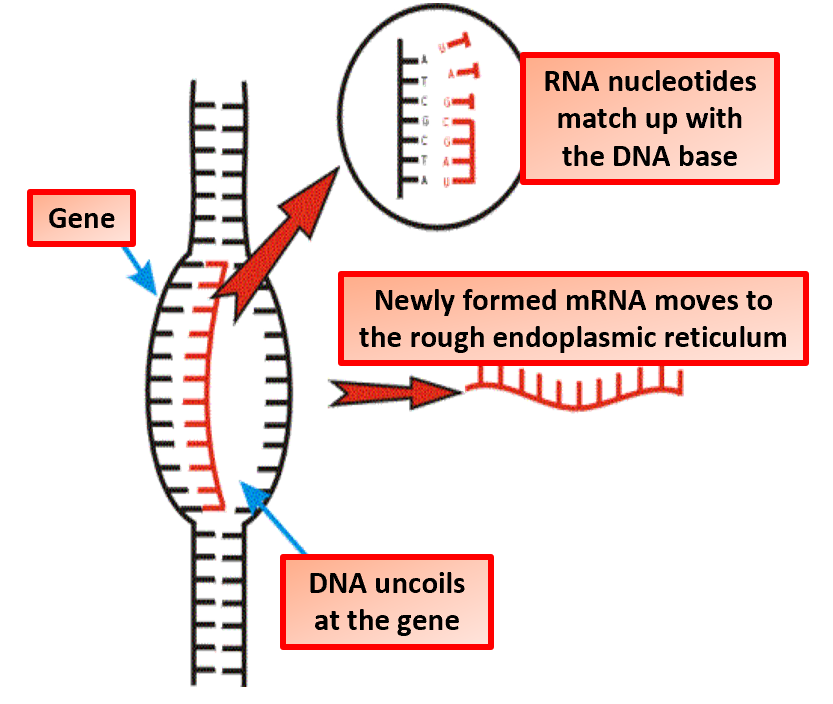 U
A
A
T
C
G
G
C
C
G
T
A
A
U
RNA nucleotides
match up with
the DNA base
Gene
Newly formed mRNA moves to
the rough endoplasmic reticulum
DNA uncoils
at the gene